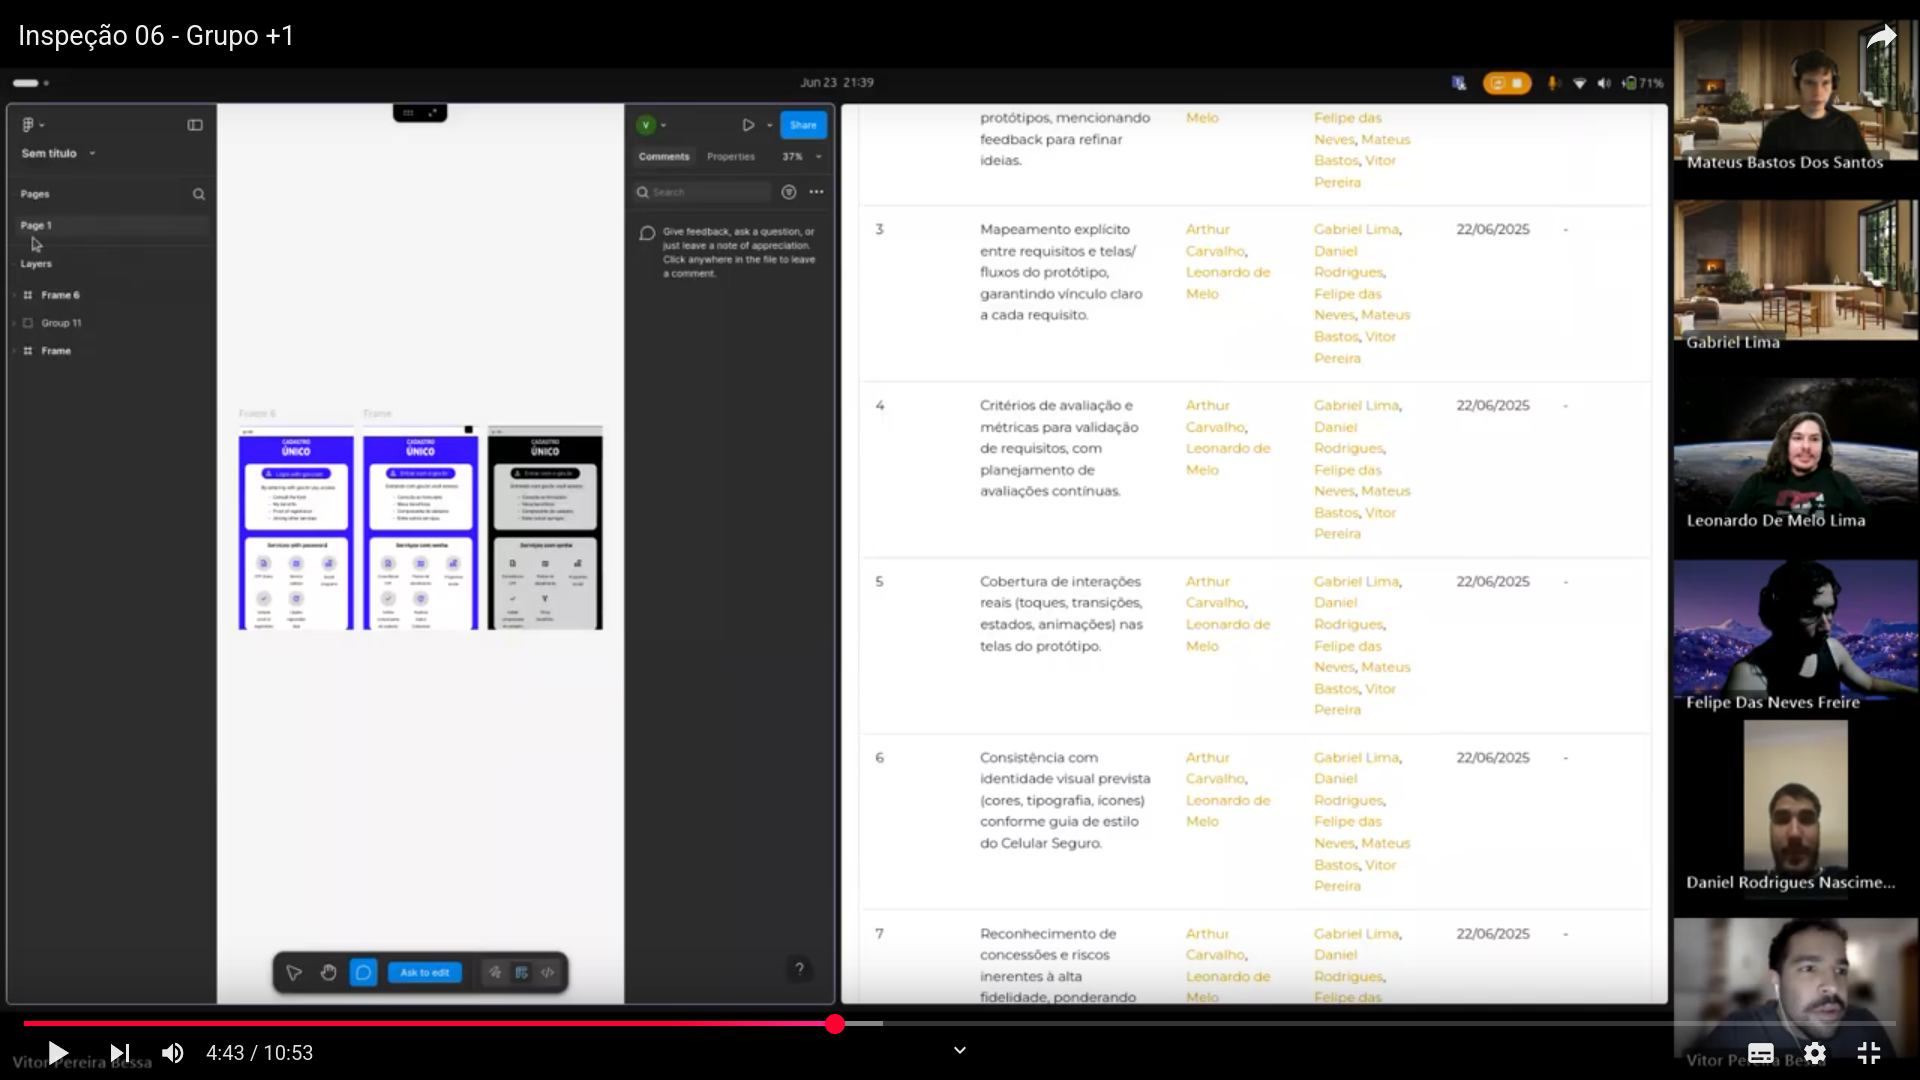 Inspeção 06 - Grupo +1
Jun 23 21:39
71%
Sem título
Pages
Page 1
Layers
Frame 6
Group 11
Frame
Frame 6
Frame
CADASTRO
ÚNICO
CADASTRO
ÚNICO
CADASTRO
ÚNICO
Services with password
Serviços com senha
Serviços com senha
Ask to edit
V
Share
Comments
Properties
37%
Search
Give feedback, ask a question, or
just leave a note of appreciation.
Click anywhere in the file to leave
a comment.
?
protótipos, mencionando
feedback para refinar
ideias.
Melo
Felipe das
Neves, Mateus
Bastos, Vitor
Pereira
3
Mapeamento explícito
entre requisitos e telas/
fluxos do protótipo,
garantindo vínculo claro
a cada requisito.
Arthur
Carvalho,
Leonardo de
Melo
Gabriel Lima,
Daniel
Rodrigues,
Felipe das
Neves, Mateus
Bastos, Vitor
Pereira
22/06/2025
-
4
Critérios de avaliação e
métricas para validação
de requisitos, com
planejamento de
avaliações contínuas.
Arthur
Carvalho,
Leonardo de
Melo
Gabriel Lima,
Daniel
Rodrigues,
Felipe das
Neves, Mateus
Bastos, Vitor
Pereira
22/06/2025
-
5
Cobertura de interações
reais (toques, transições,
estados, animações) nas
telas do protótipo.
Arthur
Carvalho,
Leonardo de
Melo
Gabriel Lima,
Daniel
Rodrigues,
Felipe das
Neves, Mateus
Bastos, Vitor
Pereira
22/06/2025
-
6
Consistência com
identidade visual prevista
(cores, tipografia, ícones)
conforme guia de estilo
do Celular Seguro.
Arthur
Carvalho,
Leonardo de
Melo
Gabriel Lima,
Daniel
Rodrigues,
Felipe das
Neves, Mateus
Bastos, Vitor
Pereira
22/06/2025
-
7
Reconhecimento de
concessões e riscos
inerentes à alta
fidelidade, ponderando
Arthur
Carvalho,
Leonardo de
Melo
Gabriel Lima,
Daniel
Rodrigues,
Felipe das
22/06/2025
-
Mateus Bastos Dos Santos
Gabriel Lima
Leonardo De Melo Lima
Felipe Das Neves Freire
Daniel Rodrigues Nascime...
Vitor Pereira Bessa
4:43 / 10:53
Vitor Pereira Bessa